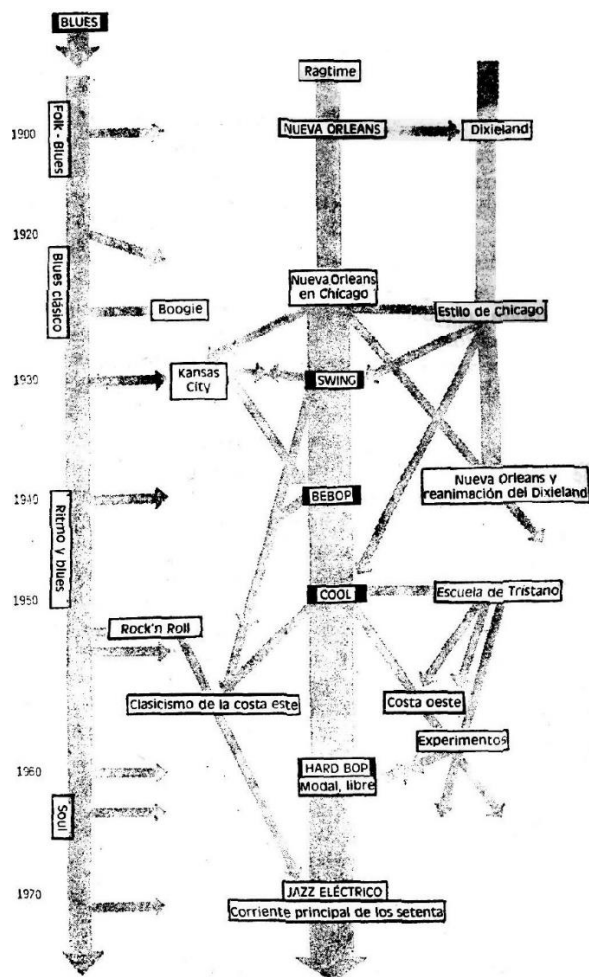 BLUES
Ragtime
1900
Folk - Blues
NUEVA ORLEANS
Dixieland
1920
Blues clásico
Nueva Orleans
en Chicago
Boogie
Estilo de Chicago
1930
Kansas
City
SWING
Nueva Orleans y
reanimación del Dixieland
1940
BEBOP
Ritmo y blues
1950
COOL
Escuela de Tristano
Rock'n Roll
Clasicismo de la costa este
Costa oeste
Experimentos
1960
HARD BOP
Modal, libre
Soul
1970
JAZZ ELÉCTRICO
Corriente principal de los setenta